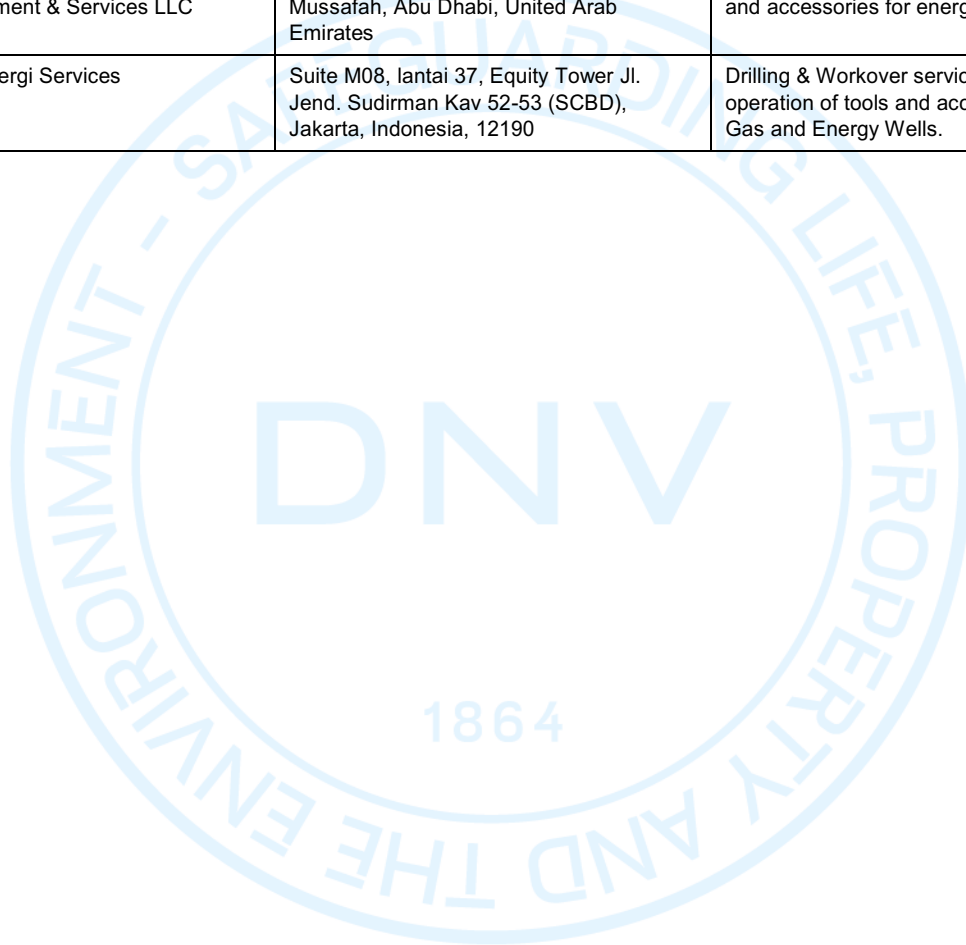 ment & Services LLC
Mussafah, Abu Dhabi, United Arab
Emirates
and accessories for energ
ergi Services
Suite M08, lantai 37, Equity Tower Jl.
Jend. Sudirman Kav 52-53 (SCBD),
Jakarta, Indonesia, 12190
Drilling & Workover servic
operation of tools and acc
Gas and Energy Wells.
SAFEGUARDING LIFE, PROPERTY AND THE ENVIRONMENT -
DNV
1864